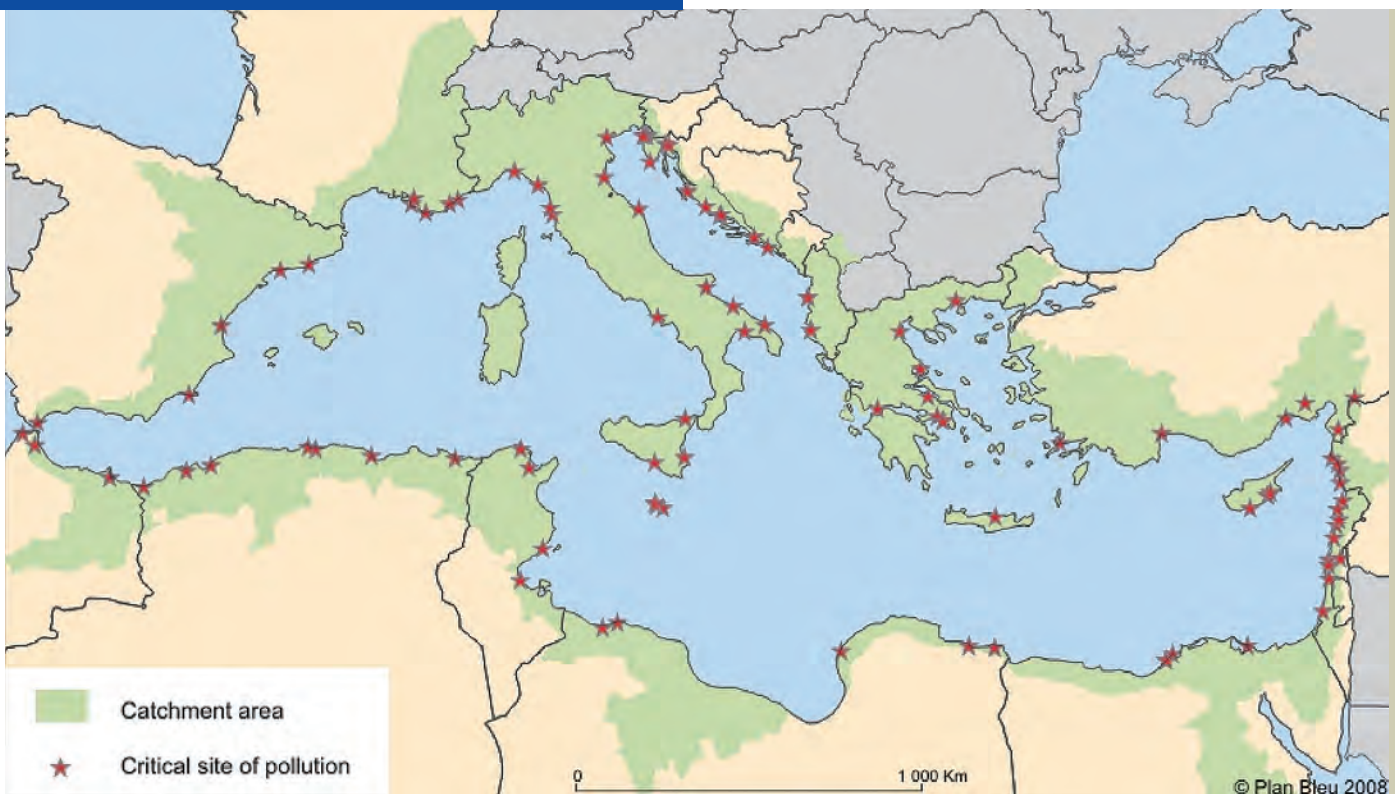 Catchment area
Critical site of pollution
0
1 000 Km
© Plan Bleu 2008